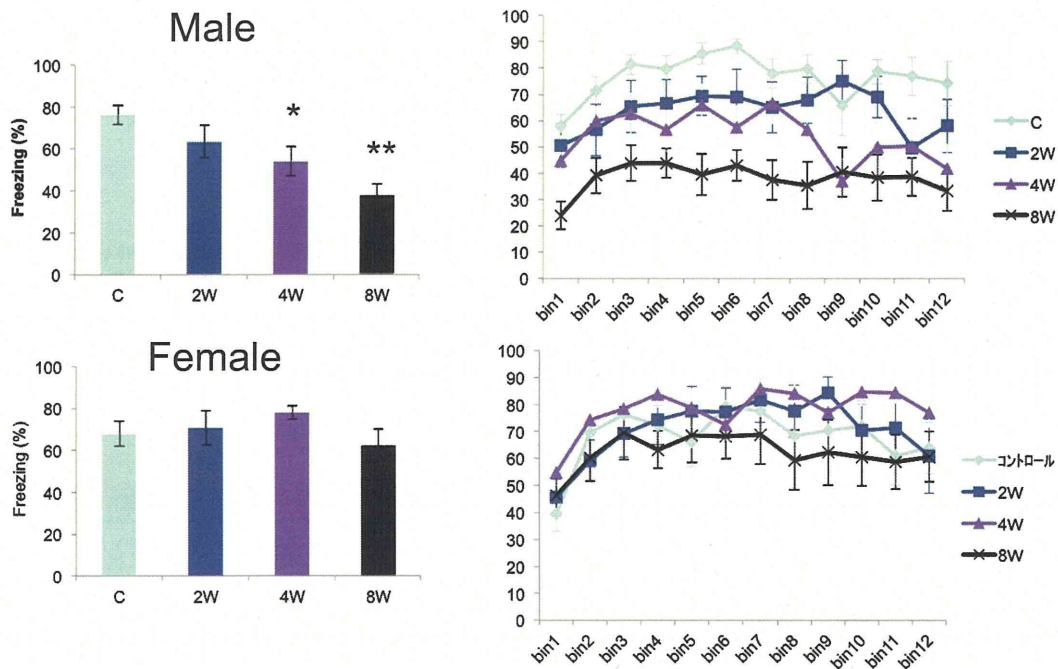 Male
Freezing (%)
100
80
60
40
20
0
*
**
C 2W 4W 8W
100
90
80
70
60
50
40
30
20
10
0
bin1 bin2 bin3 bin4 bin5 bin6 bin7 bin8 bin9 bin10 bin11 bin12
C
2W
4W
8W
Female
Freezing (%)
100
80
60
40
20
0
C 2W 4W 8W
100
90
80
70
60
50
40
30
20
10
0
bin1 bin2 bin3 bin4 bin5 bin6 bin7 bin8 bin9 bin10 bin11 bin12
コントロール
2W
4W
8W